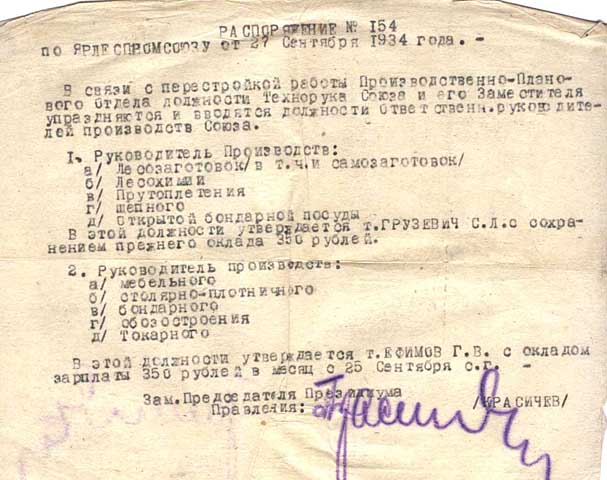 РАСПОРЯЖЕНИЕ № 154
по ЯРЛЕСПРОМСОЮЗУ от 27 Сентября 1934 года. -
В связи с перестройкой работы Производственно-Плано-
вого отдела должности Технорука Союза и его Заместителя
упраздняются и вводятся должности ответственн.руководите-
лей производств Союза.
1. Руководитель Производств:
а/ Лесозаготовок/в т.ч.и самозаготовок/
б/ Лесохимии
в/ Прутоплетения
г/ щепного
д/ Открытой бондарной посуды
В этой должности утверждается т.ГРУЗЕВИЧ С.Л.с сохра-
нением прежнего оклада 350 рублей.
2. Руководитель производств:
а/ мебельного
б/ столярно-плотничного
в/ бондарного
г/ обозостроения
д/ Токарного
В этой должности утверждается т.ЕФИМОВ Г.В. с окладом
зарплаты 350 рублей в месяц с 25 Сентября с.г. -
Зам.Председателя Президиума
Правления: /КРАСИЧЕВ/